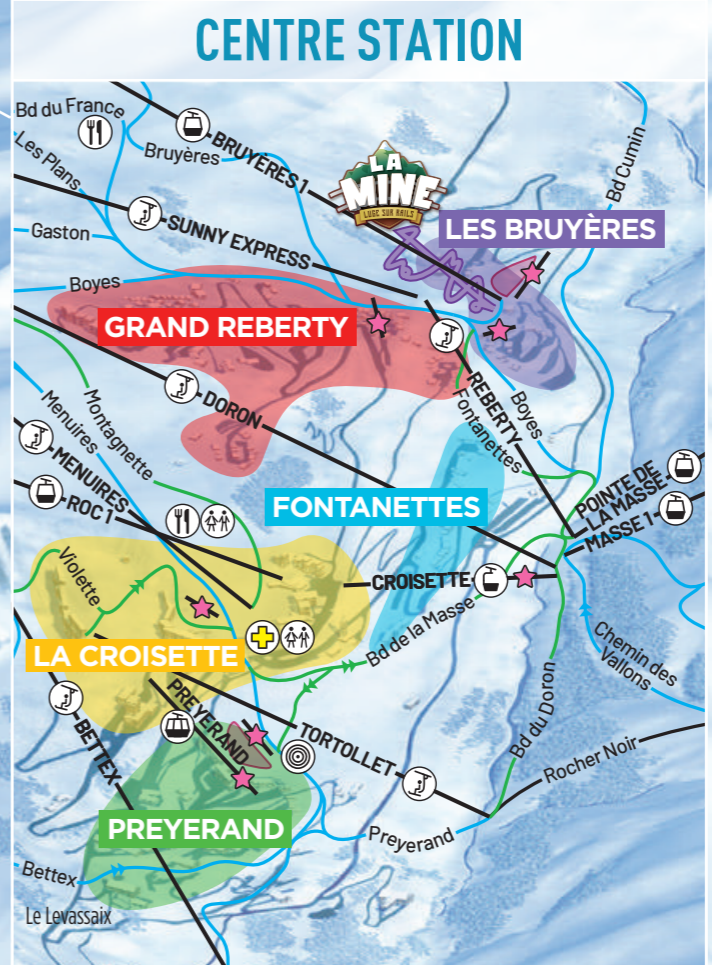 CENTRE STATION
Bd du France
Les Plans
Bruyères
BRUYÈRES 1
LA
MINE
LUGE SUR RAILS
Bd Cumin
Gaston
SUNNY EXPRESS
LES BRUYÈRES
Boyes
GRAND REBERTY
Menuires
Montagnette
DORON
REBERTY
Boyes
Fontanettes
MENUIRES
ROC 1
FONTANETTES
POINTE DE
LA MASSE
MASSE 1
Violette
CROISETTE
Bd de la Masse
Chemin des
Vallons
LA CROISETTE
PREYERAND
BETTEX
TORTOLLET
Bd du Doron
Rocher Noir
PREYERAND
Preyerand
Bettex
Le Levassaix